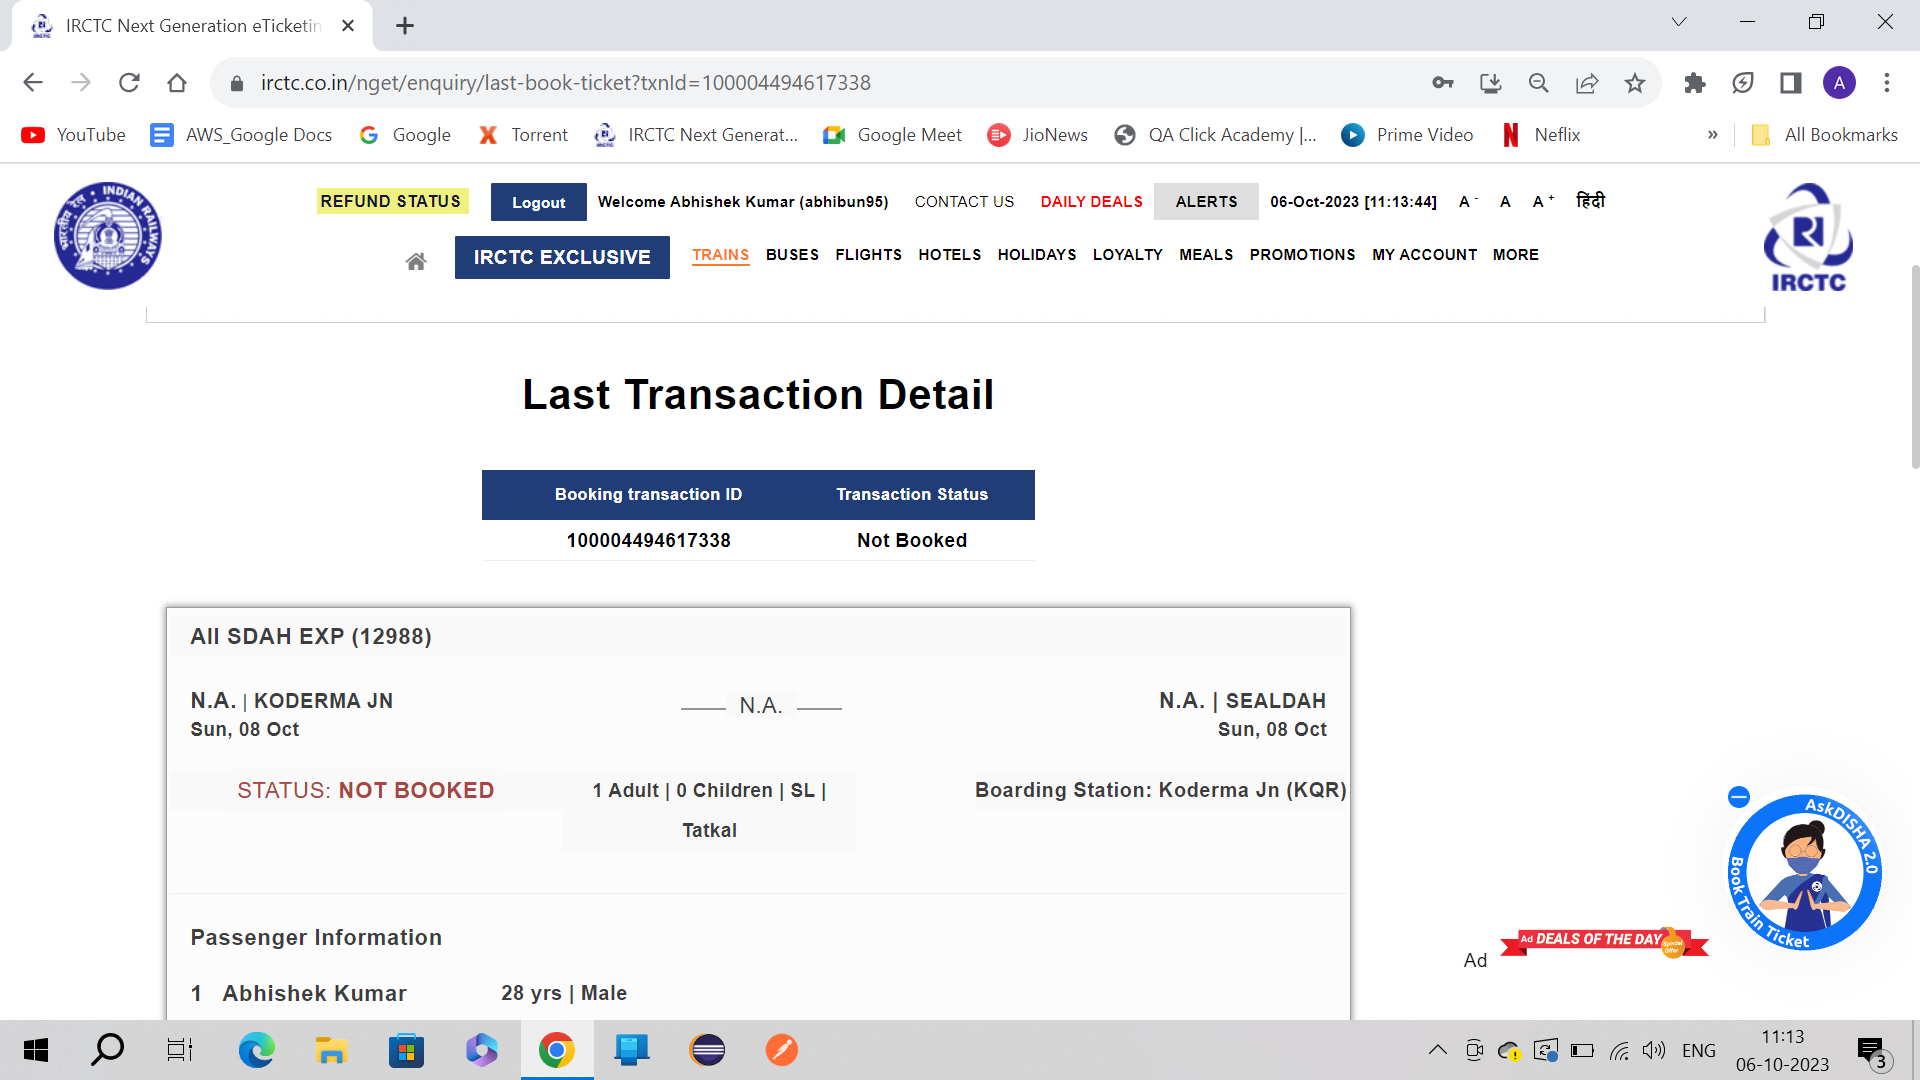 IRCTC Next Generation eTicketin
irctc.co.in/nget/enquiry/last-book-ticket?txnId=100004494617338
A
YouTube
AWS_Google Docs
Google
Torrent
IRCTC Next Generat...
Google Meet
JioNews
QA Click Academy |...
Prime Video
Neflix
»
All Bookmarks
REFUND STATUS
Logout
Welcome Abhishek Kumar (abhibun95)
CONTACT US
DAILY DEALS
ALERTS
06-Oct-2023 [11:13:44]
A -
A
A +
हिंदी
IRCTC EXCLUSIVE
TRAINS
BUSES
FLIGHTS
HOTELS
HOLIDAYS
LOYALTY
MEALS
PROMOTIONS
MY ACCOUNT
MORE
INDIAN RAILWAYS
भारतीय रेल
IRCTC
Last Transaction Detail
Booking transaction ID
Transaction Status
100004494617338
Not Booked
AII SDAH EXP (12988)
N.A. | KODERMA JN
N.A.
N.A. | SEALDAH
Sun, 08 Oct
Sun, 08 Oct
STATUS: NOT BOOKED
1 Adult | 0 Children | SL |
Tatkal
Boarding Station: Koderma Jn (KQR)
AskDISHA 2.0
Book Train Ticket
Passenger Information
Ad
Ad DEALS OF THE DAY
Special Offer
1 Abhishek Kumar
28 yrs | Male
ENG
11:13
06-10-2023
3